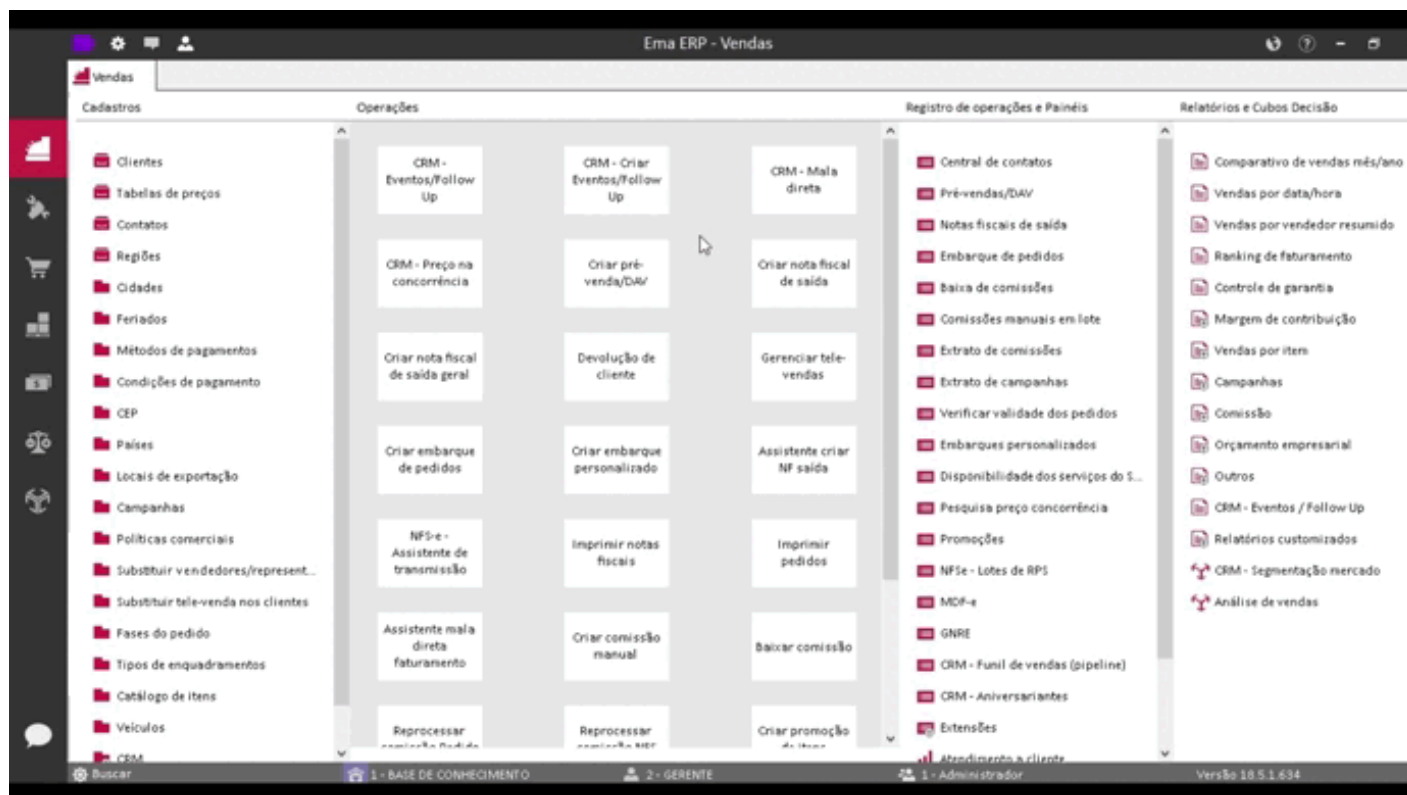 Ema ERP - Vendas
Vendas
Cadastros
Operações
Registro de operações e Painéis
Relatórios e Cubos Decisão
Clientes
Tabelas de preços
Contatos
Regiões
Cidades
Feriados
Métodos de pagamentos
Condições de pagamento
CEP
Países
Locais de exportação
Campanhas
Políticas comerciais
Substituir vendedores/represent...
Substituir tele-venda nos clientes
Fases do pedido
Tipos de enquadramentos
Catálogo de itens
Veículos
CRM
CRM -
Eventos/Follow
Up
CRM - Criar
Eventos/Follow
Up
CRM - Mala
direta
CRM - Preço na
concorrência
Criar pré-
venda/DAV
Criar nota fiscal
de saída
Criar nota fiscal
de saída geral
Devolução de
cliente
Gerenciar tele-
vendas
Criar embarque
de pedidos
Criar embarque
personalizado
Assistente criar
NF saída
NFS-e -
Assistente de
transmissão
Imprimir notas
fiscais
Imprimir
pedidos
Assistente mala
direta
faturamento
Criar comissão
manual
Baixar comissão
Reprocessar
comissão Pedido
Reprocessar
comissão NFS
Criar promoção
de itens
Central de contatos
Pré-vendas/DAV
Notas fiscais de saída
Embarque de pedidos
Baixa de comissões
Comissões manuais em lote
Extrato de comissões
Extrato de campanhas
Verificar validade dos pedidos
Embarques personalizados
Disponibilidade dos serviços do S...
Pesquisa preço concorrência
Promoções
NFSe - Lotes de RPS
MDF-e
GNRE
CRM - Funil de vendas (pipeline)
CRM - Aniversariantes
Extensões
Atendimento a cliente
Comparativo de vendas mês/ano
Vendas por data/hora
Vendas por vendedor resumido
Ranking de faturamento
Controle de garantia
Margem de contribuição
Vendas por item
Campanhas
Comissão
Orçamento empresarial
Outros
CRM - Eventos / Follow Up
Relatórios customizados
CRM - Segmentação mercado
Análise de vendas
Buscar
1 - BASE DE CONHECIMENTO
2 - GERENTE
1 - Administrador
Versão 18.5.1.634